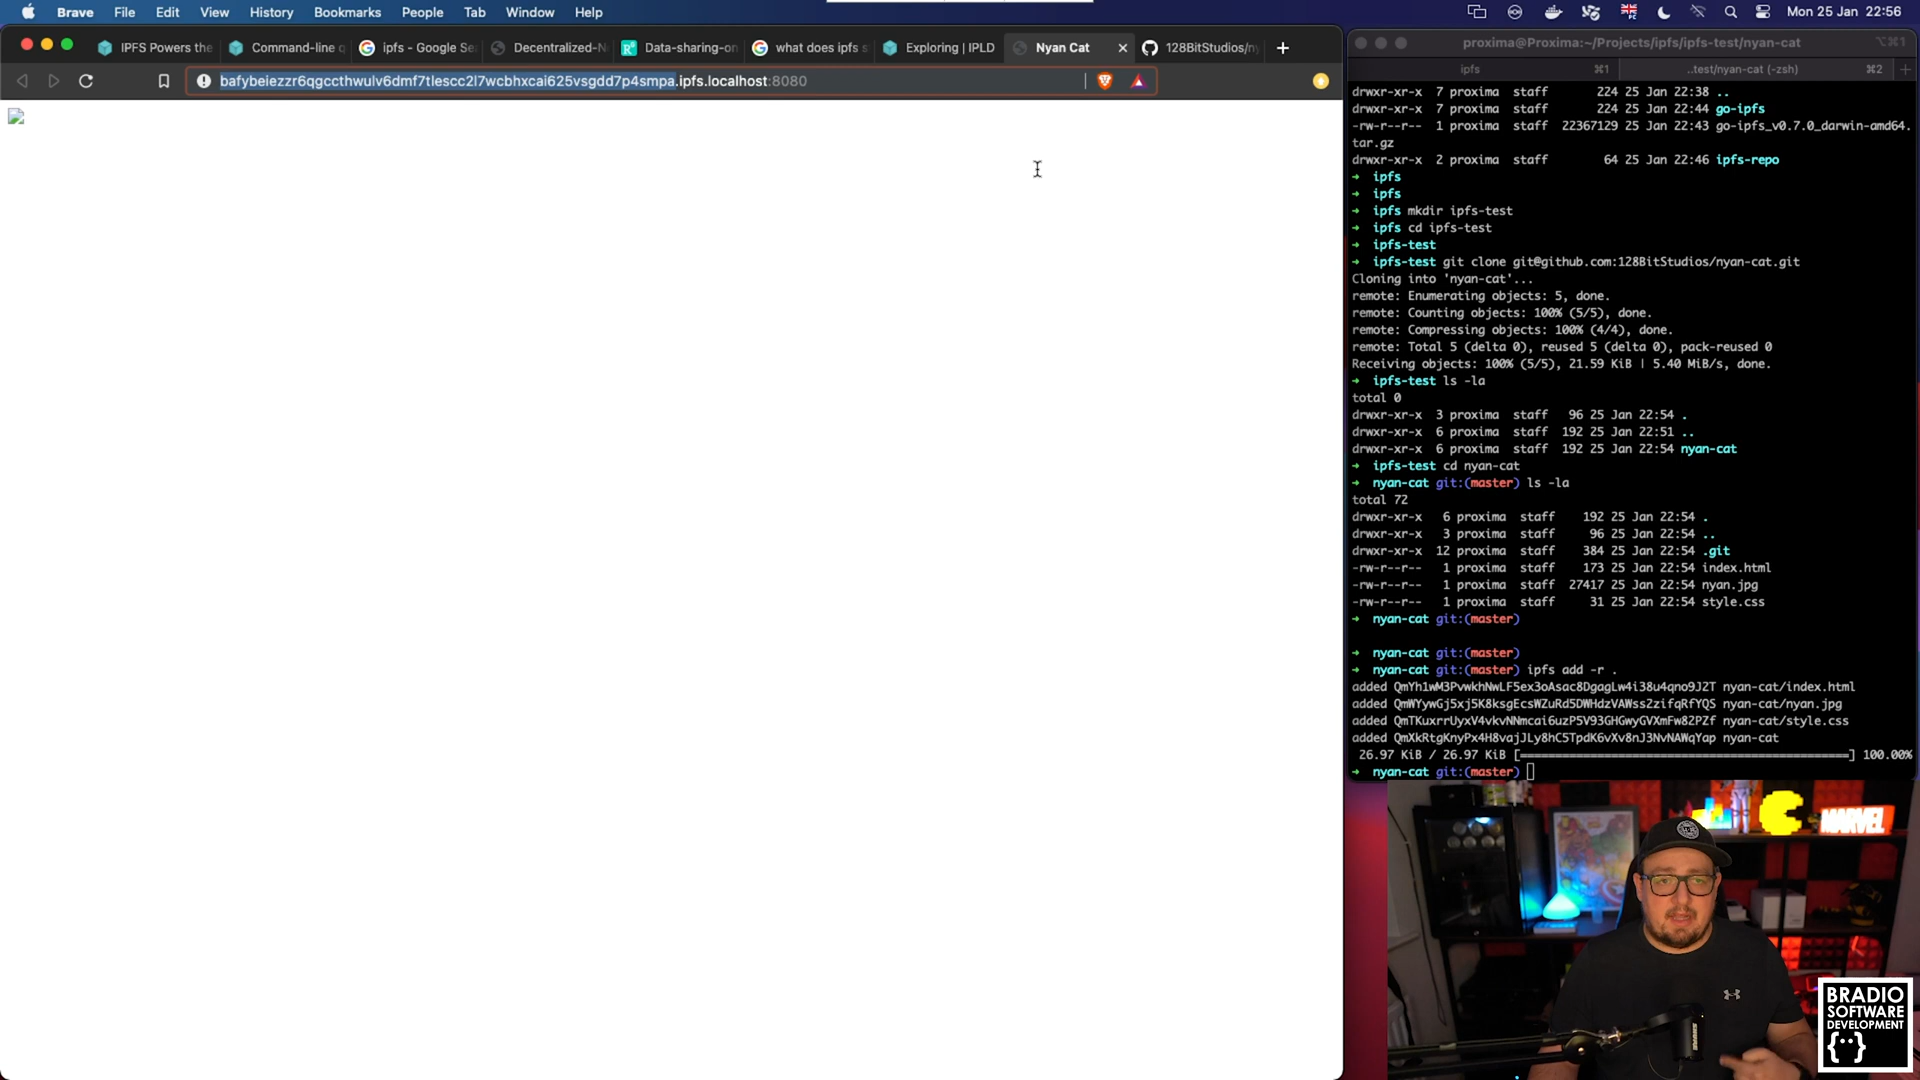 Brave File Edit View History Bookmarks People Tab Window Help
Mon 25 Jan 22:56
IPFS Powers the
Command-line q
ipfs - Google Se
Decentralized-N
Data-sharing-on
what does ipfs s
Exploring | IPLD
Nyan Cat
128BitStudios/ny
bafybeiezzr6qgccthwulv6dmf7tlescc2l7wcbhxcai625vsgdd7p4smpa.ipfs.localhost:8080
proxima@Proxima:~/Projects/ipfs/ipfs-test/nyan-cat ⌥⌘1
ipfs ⌘1 ..test/nyan-cat (-zsh) ⌘2
drwxr-xr-x 7 proxima staff 224 25 Jan 22:38 ..
drwxr-xr-x 7 proxima staff 224 25 Jan 22:44 go-ipfs
-rw-r--r-- 1 proxima staff 22367129 25 Jan 22:43 go-ipfs_v0.7.0_darwin-amd64.
tar.gz
drwxr-xr-x 2 proxima staff 64 25 Jan 22:46 ipfs-repo
→ ipfs
→ ipfs
→ ipfs mkdir ipfs-test
→ ipfs cd ipfs-test
→ ipfs-test
→ ipfs-test git clone git@github.com:128BitStudios/nyan-cat.git
Cloning into 'nyan-cat'...
remote: Enumerating objects: 5, done.
remote: Counting objects: 100% (5/5), done.
remote: Compressing objects: 100% (4/4), done.
remote: Total 5 (delta 0), reused 5 (delta 0), pack-reused 0
Receiving objects: 100% (5/5), 21.59 KiB | 5.40 MiB/s, done.
→ ipfs-test ls -la
total 0
drwxr-xr-x 3 proxima staff 96 25 Jan 22:54 .
drwxr-xr-x 6 proxima staff 192 25 Jan 22:51 ..
drwxr-xr-x 6 proxima staff 192 25 Jan 22:54 nyan-cat
→ ipfs-test cd nyan-cat
→ nyan-cat git:(master) ls -la
total 72
drwxr-xr-x 6 proxima staff 192 25 Jan 22:54 .
drwxr-xr-x 3 proxima staff 96 25 Jan 22:54 ..
drwxr-xr-x 12 proxima staff 384 25 Jan 22:54 .git
-rw-r--r-- 1 proxima staff 173 25 Jan 22:54 index.html
-rw-r--r-- 1 proxima staff 27417 25 Jan 22:54 nyan.jpg
-rw-r--r-- 1 proxima staff 31 25 Jan 22:54 style.css
→ nyan-cat git:(master)
→ nyan-cat git:(master)
→ nyan-cat git:(master) ipfs add -r .
added QmYh1wM3PvwkhNwLF5ex3oAsac8DgagLw4i38u4qno9J2T nyan-cat/index.html
added QmWYywGj5xj5K8ksgEcsWZuRd5DWHdzVAWss2zifqRfYQS nyan-cat/nyan.jpg
added QmTKuxrrUyxV4vkvNNmcai6uzP5V93GHGwyGVXmFw82PZf nyan-cat/style.css
added QmXkRtgKnyPx4H8vajJLy8hC5TpdK6vXv8nJ3NvNAWqYap nyan-cat
26.97 KiB / 26.97 KiB [==========================================] 100.00%
→ nyan-cat git:(master)
MARVEL
BRADIO
SOFTWARE
DEVELOPMENT
{··}